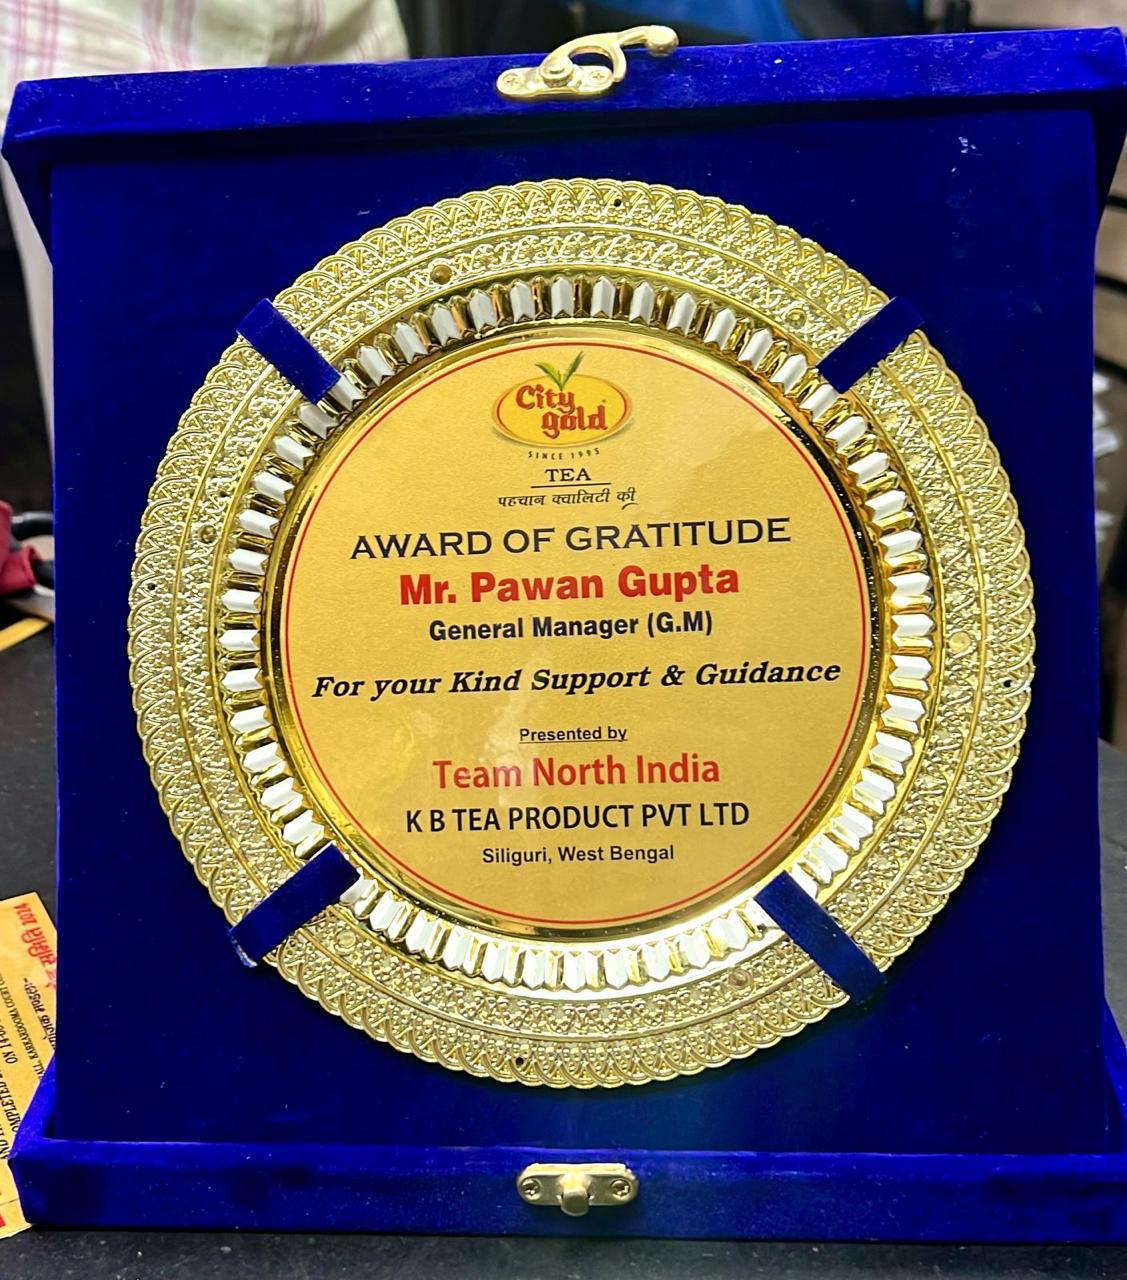 City
gold
SINCE 1995
TEA
पहचान क्वालिटी की
AWARD OF GRATITUDE
Mr. Pawan Gupta
General Manager (G.M)
For your Kind Support & Guidance
Presented by
Team North India
K B TEA PRODUCT PVT LTD
Siliguri, West Bengal